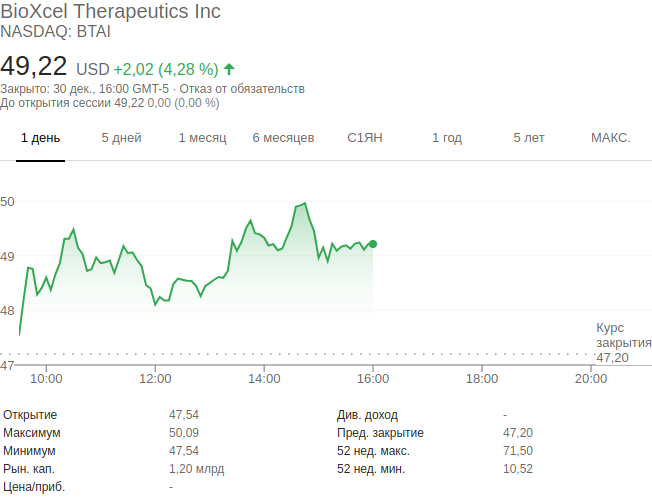 BioXcel Therapeutics Inc
NASDAQ: BTAI
49,22 USD +2,02 (4,28 %)
Закрыто: 30 дек., 16:00 GMT-5 · Отказ от обязательств
До открытия сессии 49,22 0,00 (0,00 %)
1 день 5 дней 1 месяц 6 месяцев С1ЯН 1 год 5 лет МАКС.
50
49
48
Курс
закрытия
47,20
47
10:00 12:00 14:00 16:00 18:00 20:00
Открытие 47,54 Див. доход -
Максимум 50,09 Пред. закрытие 47,20
Минимум 47,54 52 нед. макс. 71,50
Рын. кап. 1,20 млрд 52 нед. мин. 10,52
Цена/приб. -